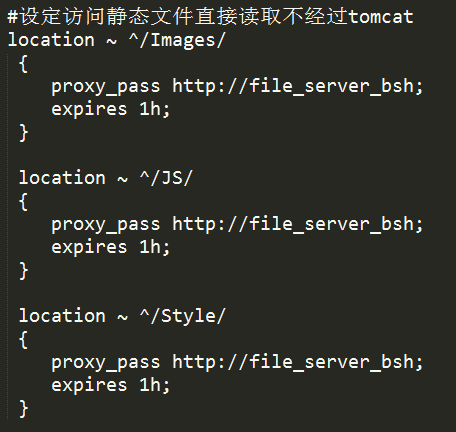 #设定访问静态文件直接读取不经过tomcat
location ~ ^/Images/
{
proxy_pass http://file_server_bsh;
expires 1h;
}
location ~ ^/JS/
{
proxy_pass http://file_server_bsh;
expires 1h;
}
location ~ ^/Style/
{
proxy_pass http://file_server_bsh;
expires 1h;
}